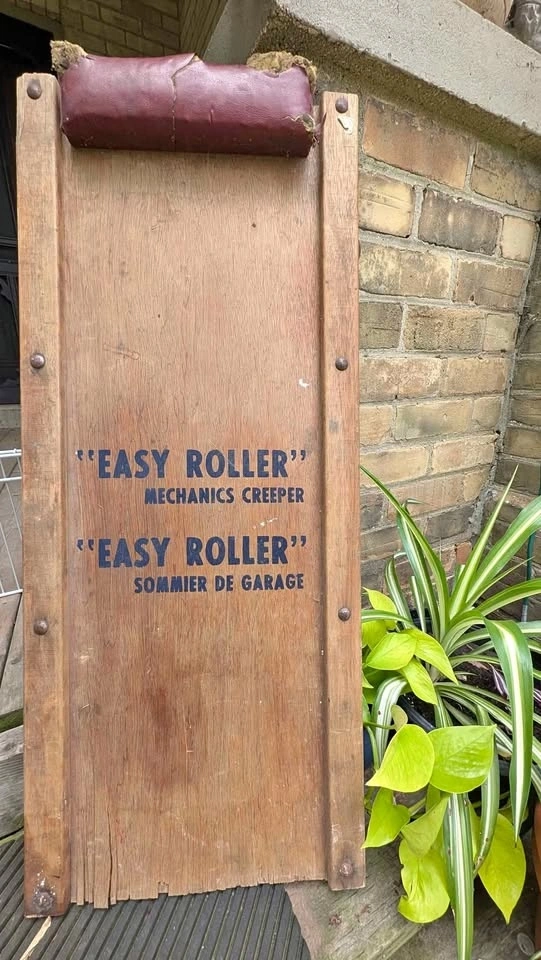 "EASY ROLLER"
MECHANICS CREEPER
"EASY ROLLER"
SOMMIER DE GARAGE